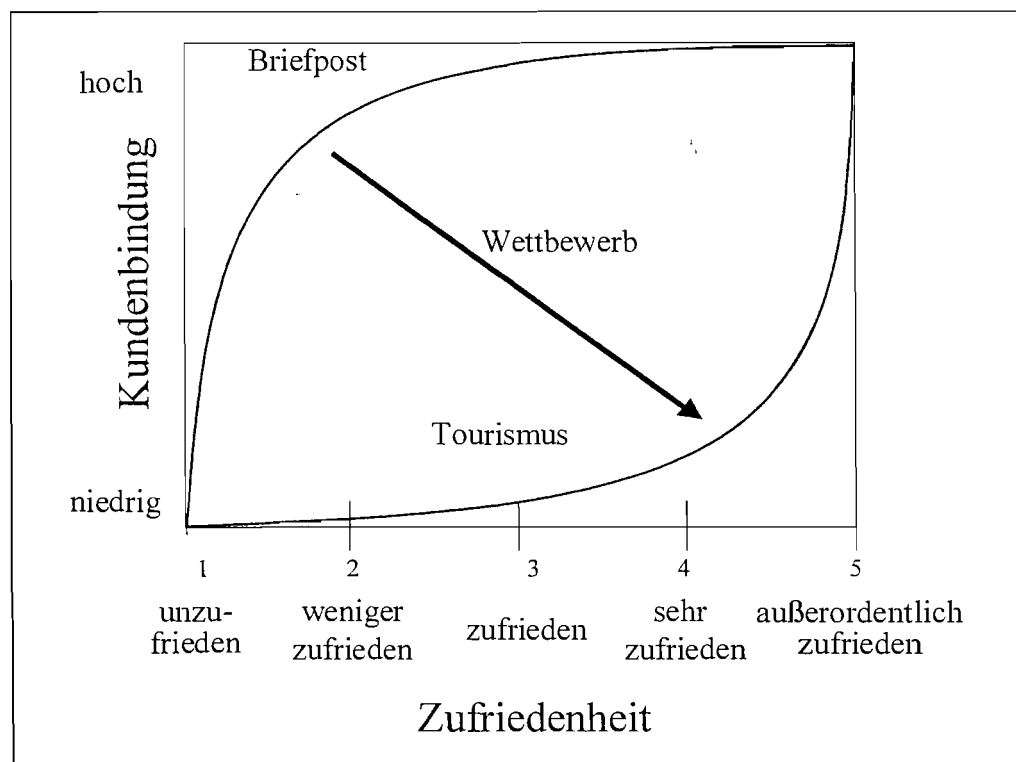 Briefpost
hoch
Kundenbindung
Wettbewerb
Tourismus
niedrig
1 2 3 4 5
unzu-
frieden
weniger
zufrieden
zufrieden
sehr
zufrieden
außerordentlich
zufrieden
Zufriedenheit